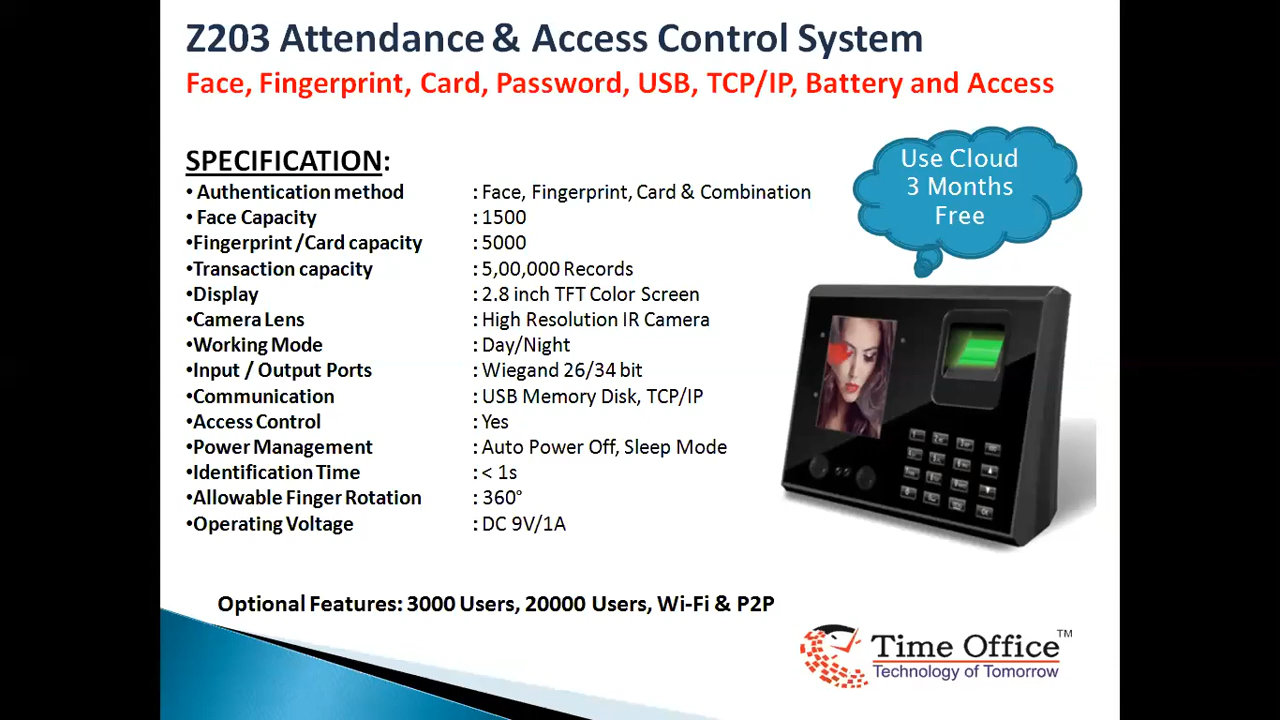 Z203 Attendance & Access Control System
Face, Fingerprint, Card, Password, USB, TCP/IP, Battery and Access
Use Cloud
3 Months
Free
SPECIFICATION:
• Authentication method : Face, Fingerprint, Card & Combination
• Face Capacity : 1500
•Fingerprint /Card capacity : 5000
•Transaction capacity : 5,00,000 Records
•Display : 2.8 inch TFT Color Screen
•Camera Lens : High Resolution IR Camera
•Working Mode : Day/Night
•Input / Output Ports : Wiegand 26/34 bit
•Communication : USB Memory Disk, TCP/IP
•Access Control : Yes
•Power Management : Auto Power Off, Sleep Mode
•Identification Time : < 1s
•Allowable Finger Rotation : 360°
•Operating Voltage : DC 9V/1A
Optional Features: 3000 Users, 20000 Users, Wi-Fi & P2P
Time Office™
Technology of Tomorrow